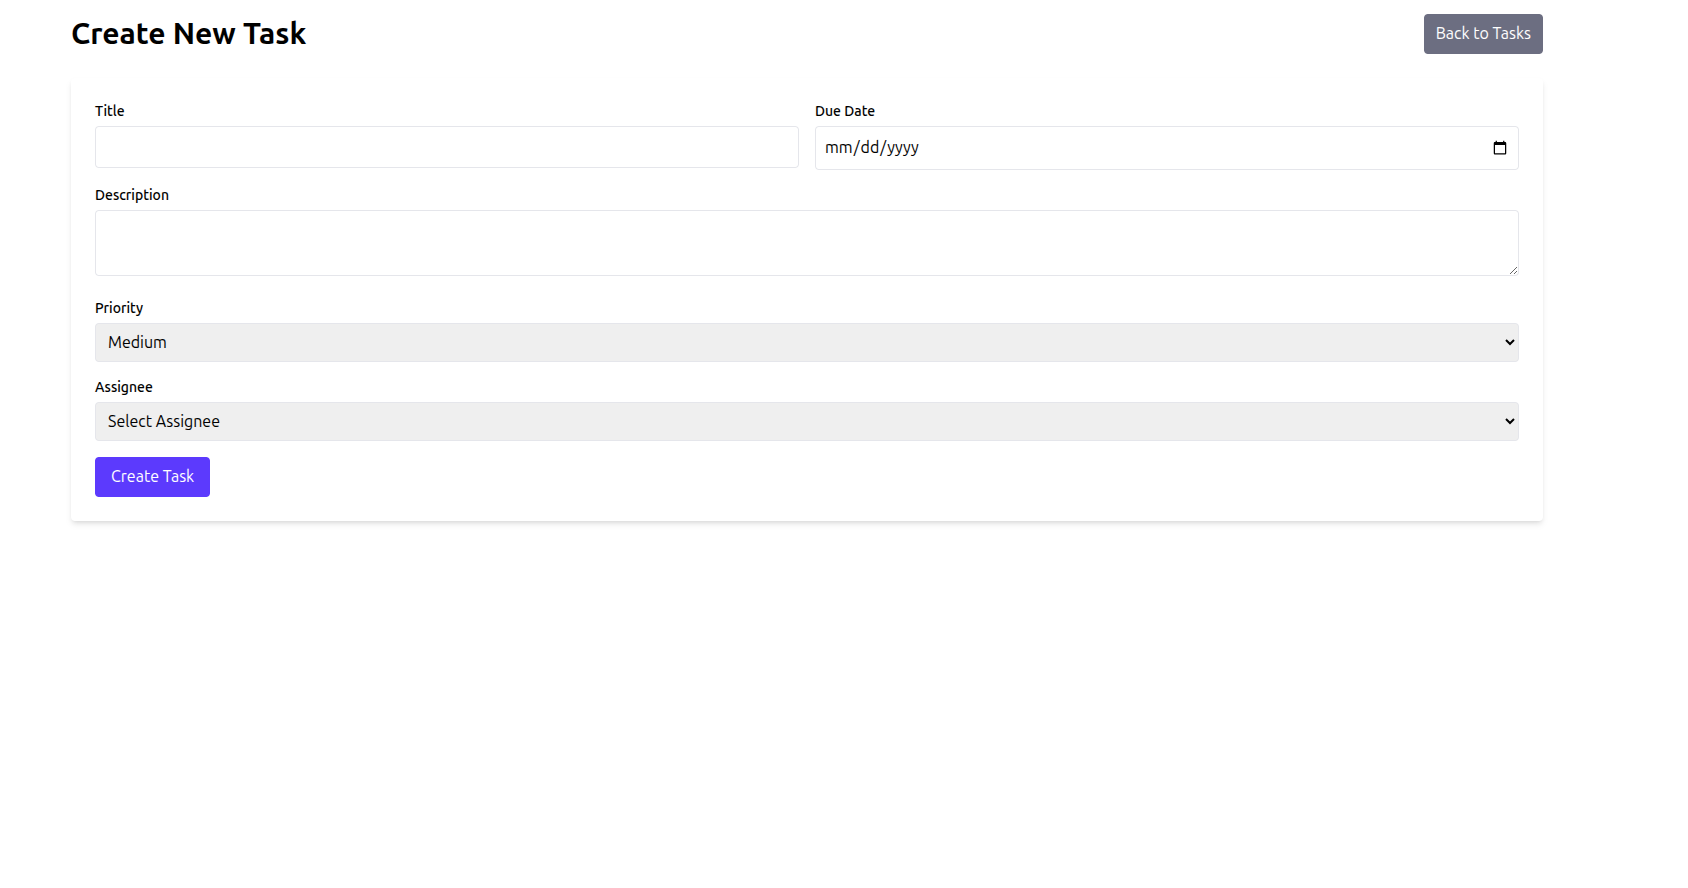 Create New Task
Back to Tasks
Title
Due Date
mm/dd/yyyy
Description
Priority
Medium
Assignee
Select Assignee
Create Task